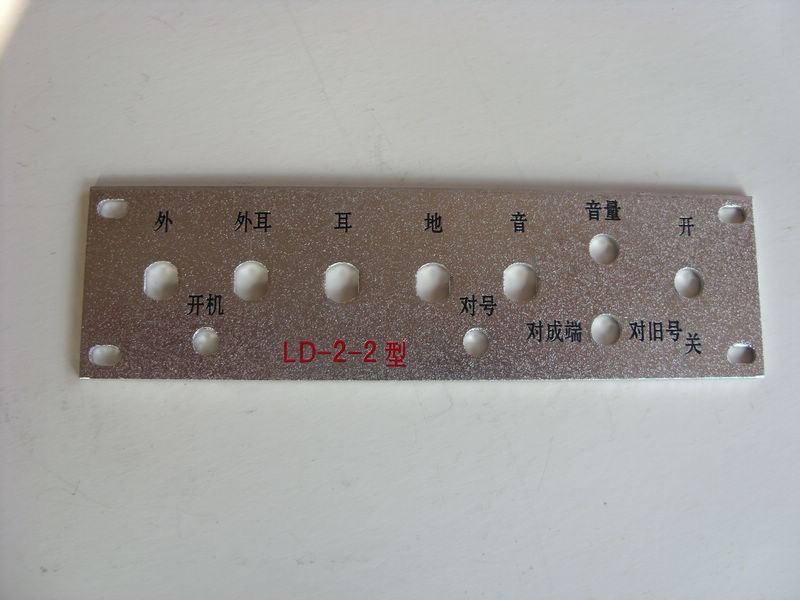 外 外耳 耳 地 音 音量 开
开机 对号
对成端 对旧号 关
LD-2-2型